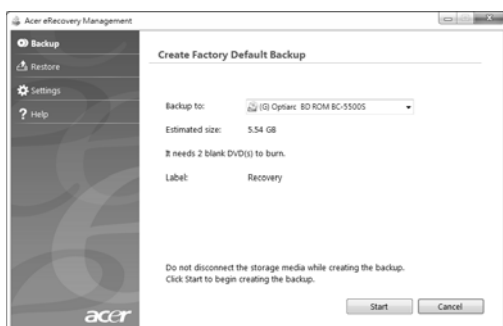 Acer eRecovery Management
Backup
Restore
Settings
? Help
Create Factory Default Backup
Backup to: (G) Optiarc BD ROM BC-5500S
Estimated size: 5.54 GB
It needs 2 blank DVD(s) to burn.
Label: Recovery
Do not disconnect the storage media while creating the backup.
Click Start to begin creating the backup.
Start Cancel
acer